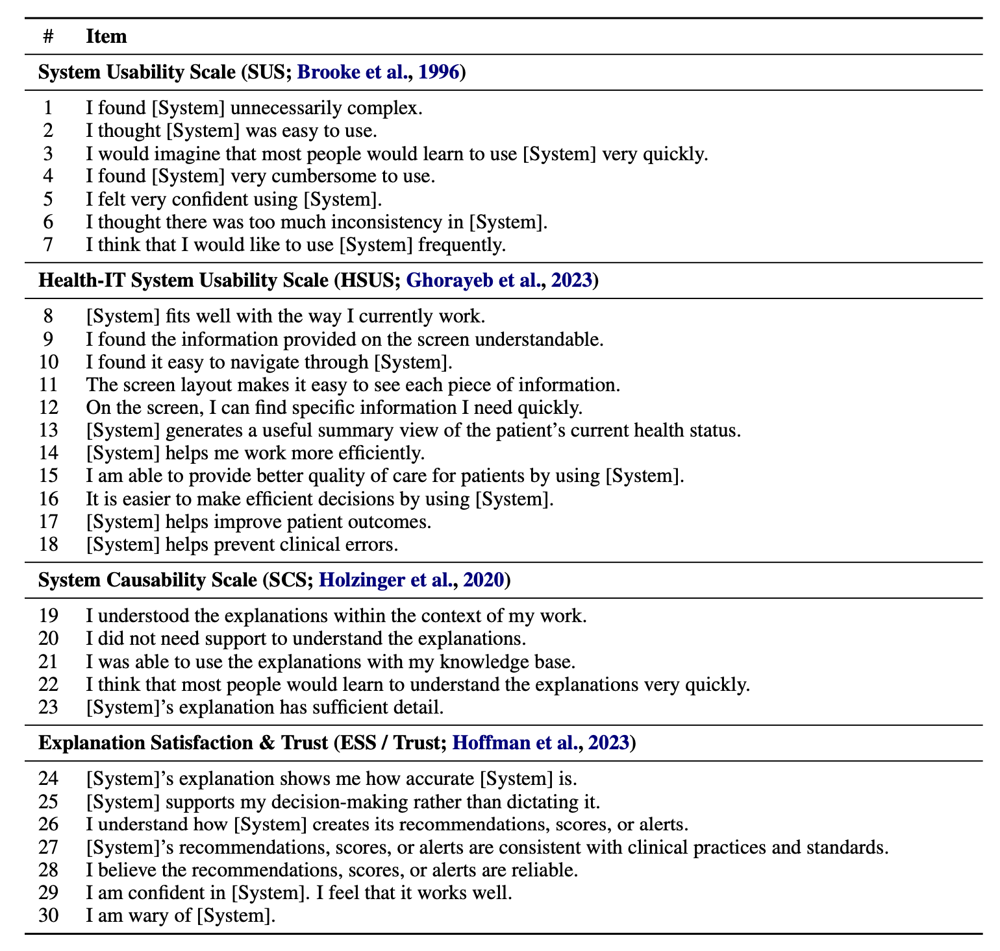 # Item
System Usability Scale (SUS; Brooke et al., 1996)
1 I found [System] unnecessarily complex.
2 I thought [System] was easy to use.
3 I would imagine that most people would learn to use [System] very quickly.
4 I found [System] very cumbersome to use.
5 I felt very confident using [System].
6 I thought there was too much inconsistency in [System].
7 I think that I would like to use [System] frequently.
Health-IT System Usability Scale (HSUS; Ghorayeb et al., 2023)
8 [System] fits well with the way I currently work.
9 I found the information provided on the screen understandable.
10 I found it easy to navigate through [System].
11 The screen layout makes it easy to see each piece of information.
12 On the screen, I can find specific information I need quickly.
13 [System] generates a useful summary view of the patient’s current health status.
14 [System] helps me work more efficiently.
15 I am able to provide better quality of care for patients by using [System].
16 It is easier to make efficient decisions by using [System].
17 [System] helps improve patient outcomes.
18 [System] helps prevent clinical errors.
System Causability Scale (SCS; Holzinger et al., 2020)
19 I understood the explanations within the context of my work.
20 I did not need support to understand the explanations.
21 I was able to use the explanations with my knowledge base.
22 I think that most people would learn to understand the explanations very quickly.
23 [System]’s explanation has sufficient detail.
Explanation Satisfaction & Trust (ESS / Trust; Hoffman et al., 2023)
24 [System]’s explanation shows me how accurate [System] is.
25 [System] supports my decision-making rather than dictating it.
26 I understand how [System] creates its recommendations, scores, or alerts.
27 [System]’s recommendations, scores, or alerts are consistent with clinical practices and standards.
28 I believe the recommendations, scores, or alerts are reliable.
29 I am confident in [System]. I feel that it works well.
30 I am wary of [System].